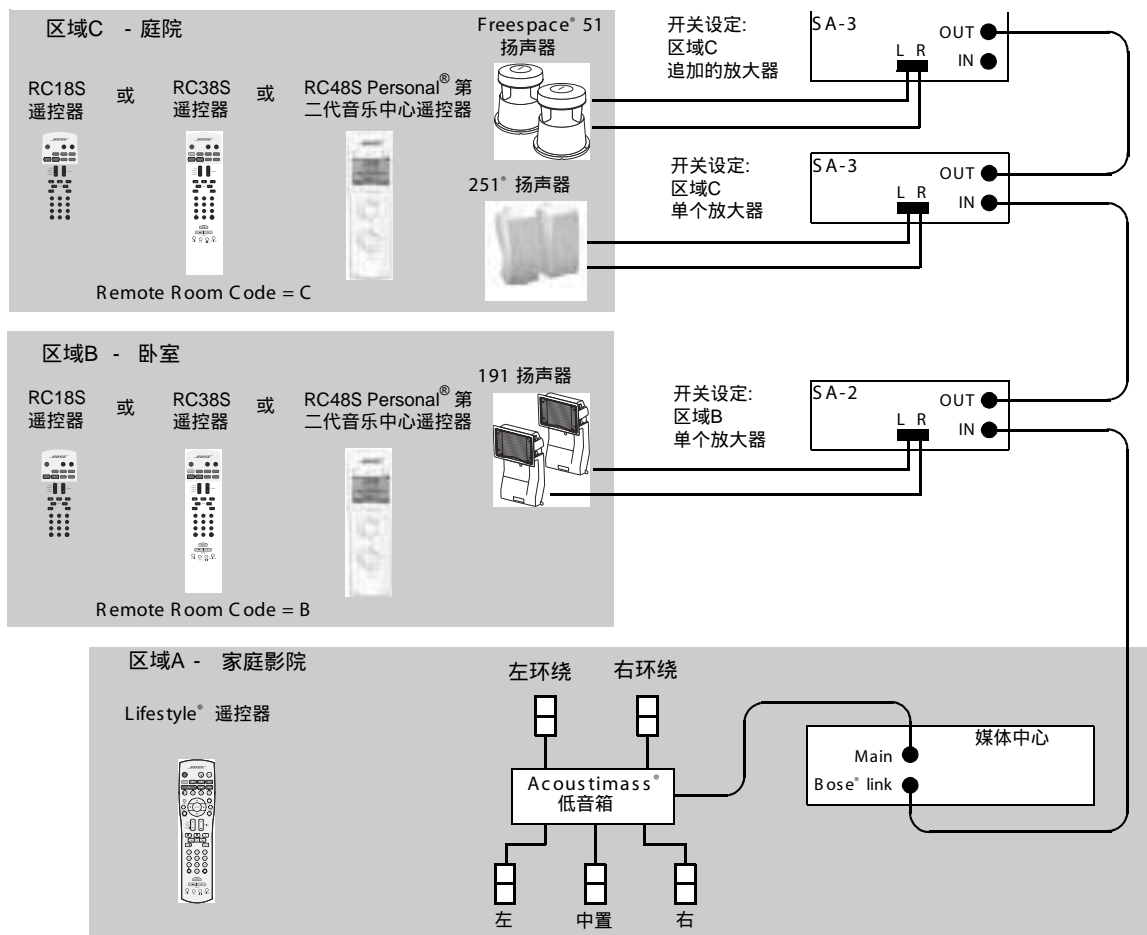 区域C - 庭院
Freespace® 51
扬声器
RC18S
遥控器
或
RC38S
遥控器
或
RC48S Personal® 第
二代音乐中心遥控器
251® 扬声器
Remote Room Code = C
开关设定:
区域C
追加的放大器
SA-3
L R
OUT
IN
开关设定:
区域C
单个放大器
SA-3
L R
OUT
IN
区域B - 卧室
191 扬声器
RC18S
遥控器
或
RC38S
遥控器
或
RC48S Personal® 第
二代音乐中心遥控器
Remote Room Code = B
开关设定:
区域B
单个放大器
SA-2
L R
OUT
IN
区域A - 家庭影院
Lifestyle® 遥控器
左环绕
右环绕
Acoustimass®
低音箱
左
中置
右
媒体中心
Main
Bose® link